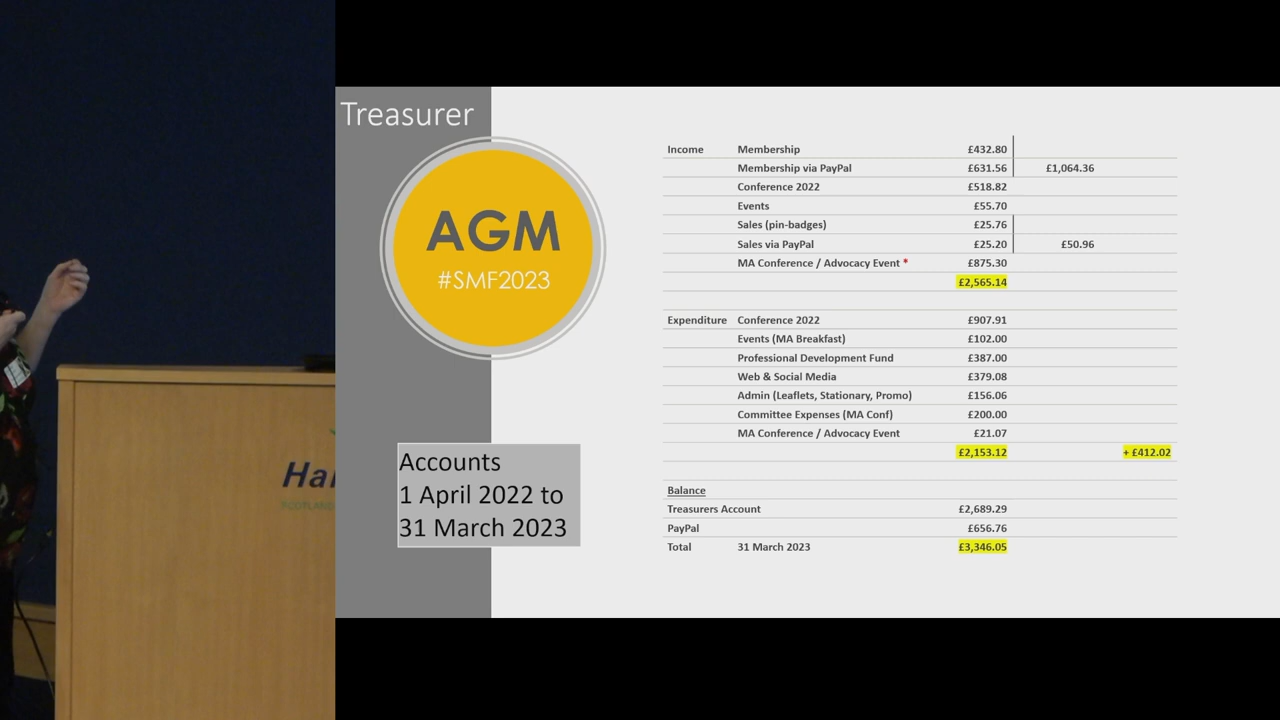 Treasurer
AGM
#SMF2023
Accounts
1 April 2022 to
31 March 2023
Income Membership £432.80
Membership via PayPal £631.56 £1,064.36
Conference 2022 £518.82
Events £55.70
Sales (pin-badges) £25.76
Sales via PayPal £25.20 £50.96
MA Conference / Advocacy Event * £875.30
£2,565.14
Expenditure Conference 2022 £907.91
Events (MA Breakfast) £102.00
Professional Development Fund £387.00
Web & Social Media £379.08
Admin (Leaflets, Stationary, Promo) £156.06
Committee Expenses (MA Conf) £200.00
MA Conference / Advocacy Event £21.07
£2,153.12 + £412.02
Balance
Treasurers Account £2,689.29
PayPal £656.76
Total 31 March 2023 £3,346.05
Ha
SCOTLAND